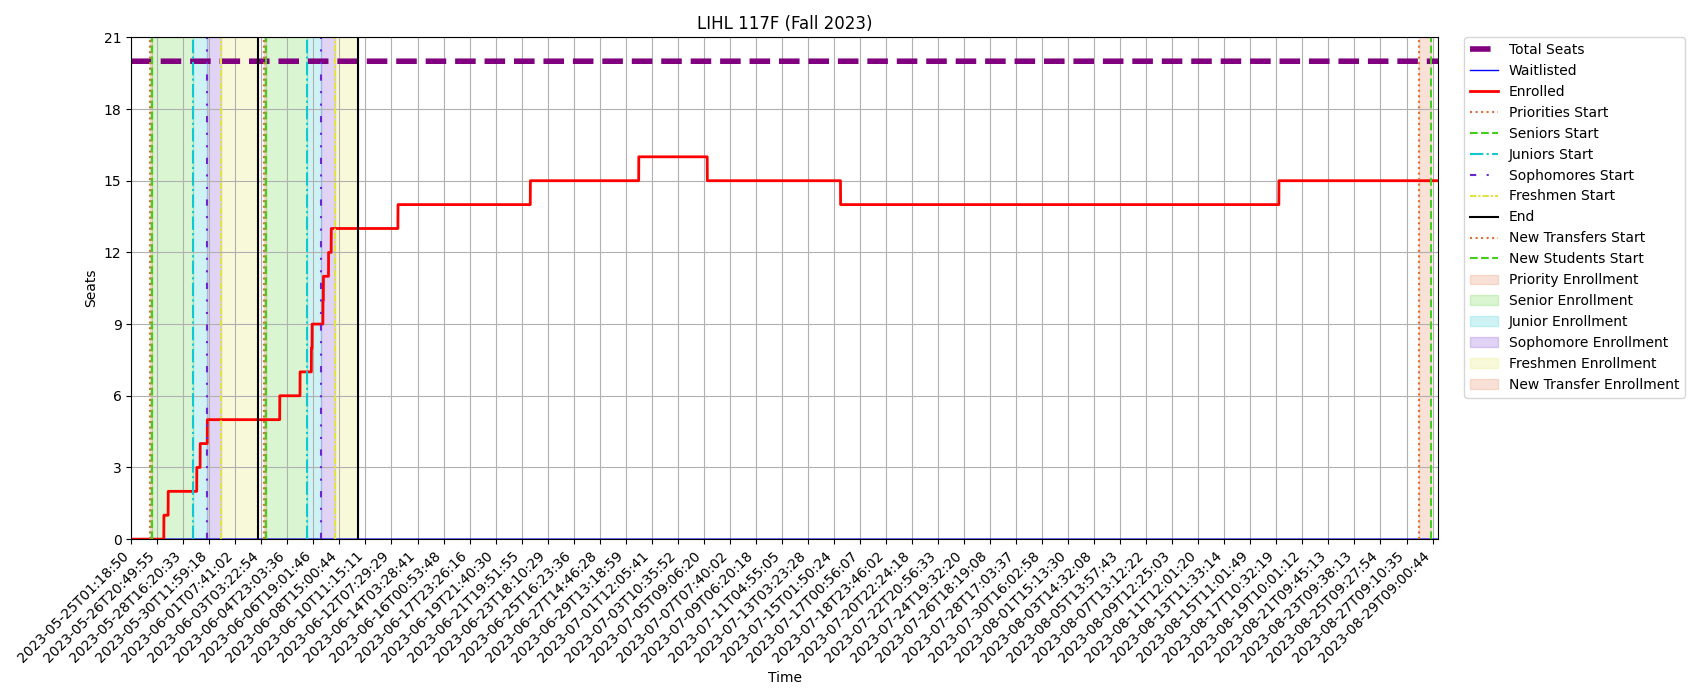 LIHL 117F (Fall 2023)
21
18
15
12
9
6
3
0
Seats
2023-05-25T01:18:50
2023-05-26T20:49:55
2023-05-28T16:20:33
2023-05-30T11:59:18
2023-06-01T07:41:02
2023-06-03T03:22:54
2023-06-04T23:03:36
2023-06-06T19:01:46
2023-06-08T15:00:44
2023-06-10T11:15:11
2023-06-12T07:29:29
2023-06-14T03:28:41
2023-06-16T00:53:48
2023-06-17T23:26:16
2023-06-19T21:40:30
2023-06-21T19:51:55
2023-06-23T18:10:29
2023-06-25T16:23:36
2023-06-27T14:46:28
2023-06-29T13:18:59
2023-07-01T12:05:41
2023-07-03T10:35:52
2023-07-05T09:06:20
2023-07-07T07:40:02
2023-07-09T06:20:18
2023-07-11T04:55:05
2023-07-13T03:23:28
2023-07-15T01:50:24
2023-07-17T00:56:07
2023-07-18T23:46:02
2023-07-20T22:24:18
2023-07-22T20:56:33
2023-07-24T19:32:20
2023-07-26T18:19:08
2023-07-28T17:03:37
2023-07-30T16:02:58
2023-08-01T15:13:30
2023-08-03T14:32:08
2023-08-05T13:57:43
2023-08-07T13:12:22
2023-08-09T12:25:03
2023-08-11T12:01:20
2023-08-13T11:33:14
2023-08-15T11:01:49
2023-08-17T10:32:19
2023-08-19T10:01:12
2023-08-21T09:45:13
2023-08-23T09:38:13
2023-08-25T09:27:54
2023-08-27T09:10:35
2023-08-29T09:00:44
Time
Total Seats
Waitlisted
Enrolled
Priorities Start
Seniors Start
Juniors Start
Sophomores Start
Freshmen Start
End
New Transfers Start
New Students Start
Priority Enrollment
Senior Enrollment
Junior Enrollment
Sophomore Enrollment
Freshmen Enrollment
New Transfer Enrollment